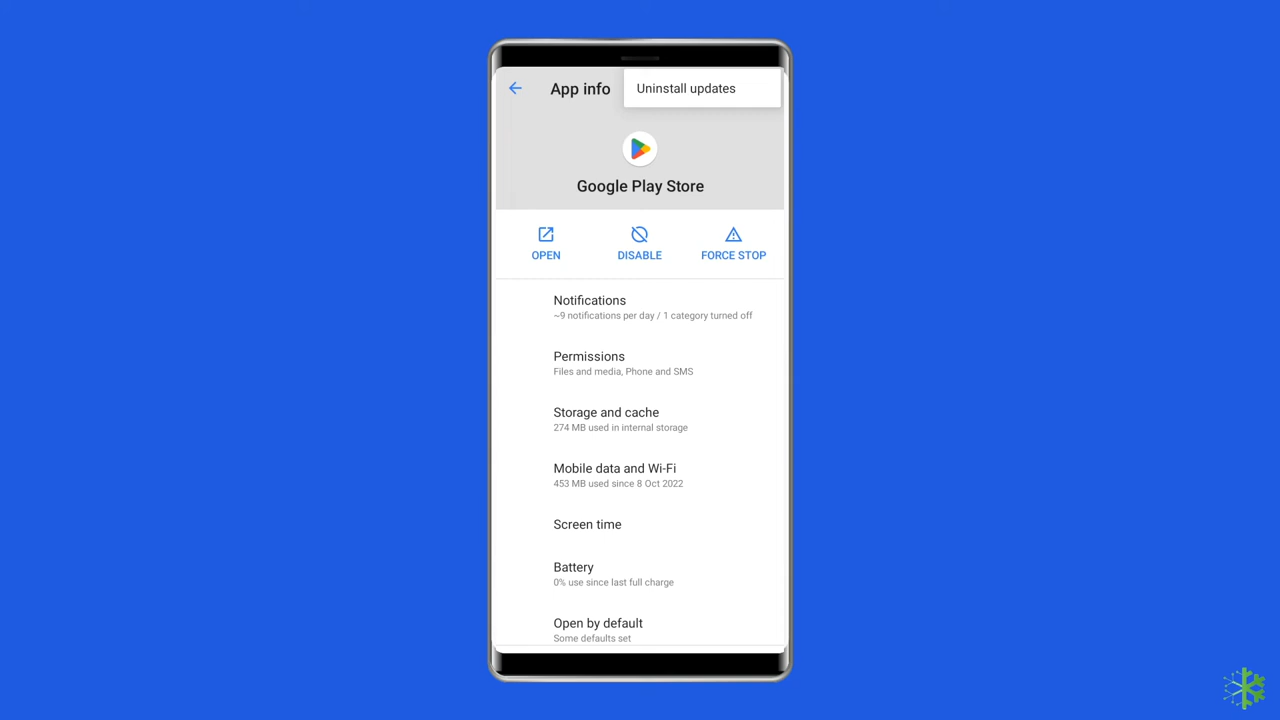 App info
Uninstall updates
Google Play Store
OPEN
DISABLE
FORCE STOP
Notifications
~9 notifications per day / 1 category turned off
Permissions
Files and media, Phone and SMS
Storage and cache
274 MB used in internal storage
Mobile data and Wi-Fi
453 MB used since 8 Oct 2022
Screen time
Battery
0% use since last full charge
Open by default
Some defaults set